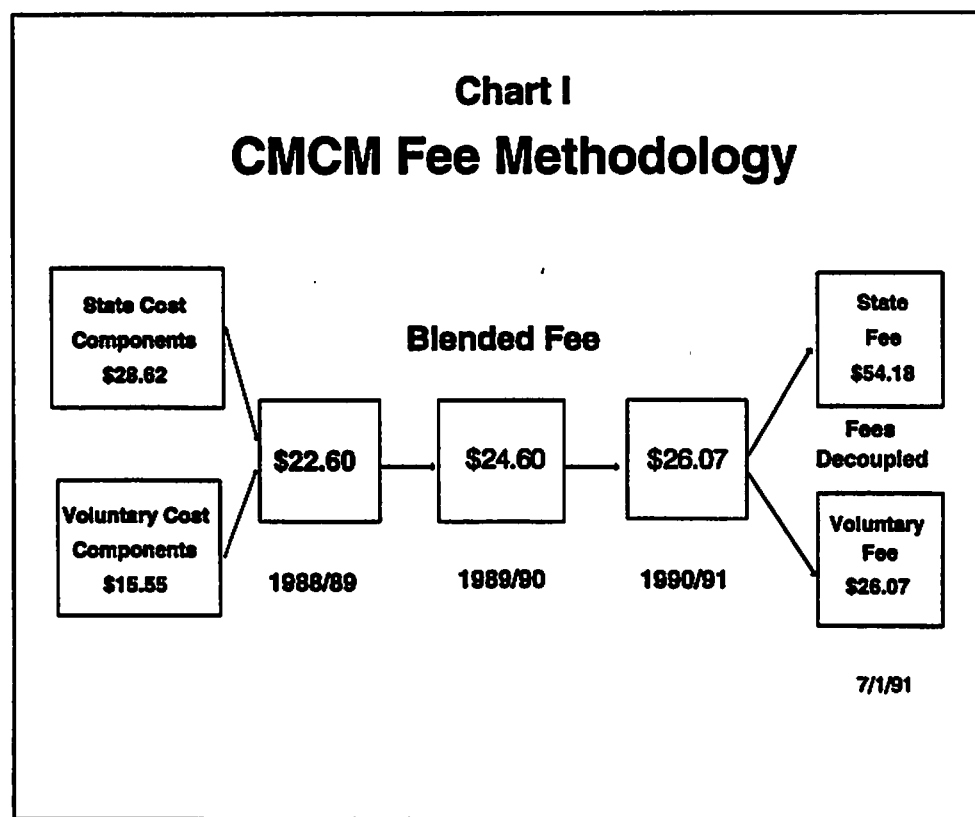 Chart I
CMCM Fee Methodology
State Cost
Components
$28.62
Voluntary Cost
Components
$15.55
Blended Fee
$22.60
$24.60
$26.07
1988/89
1989/90
1990/91
State
Fee
$54.18
Fees
Decoupled
Voluntary
Fee
$26.07
7/1/91